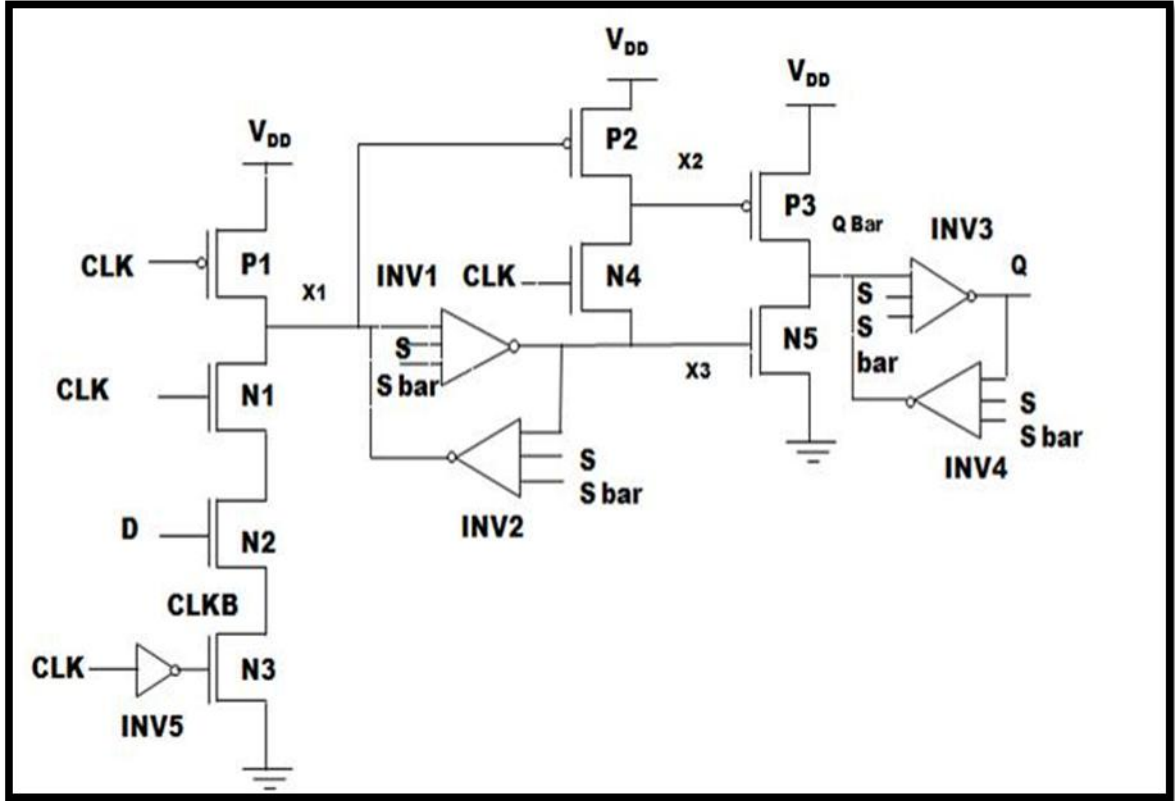 VDD
VDD
VDD
P2
X2
P3
CLK
P1
Q Bar
INV3
X1
INV1
CLK
N4
Q
S
S
bar
S
S bar
N5
X3
CLK
N1
S
S bar
INV4
S
S bar
INV2
D
N2
CLKB
CLK
N3
INV5